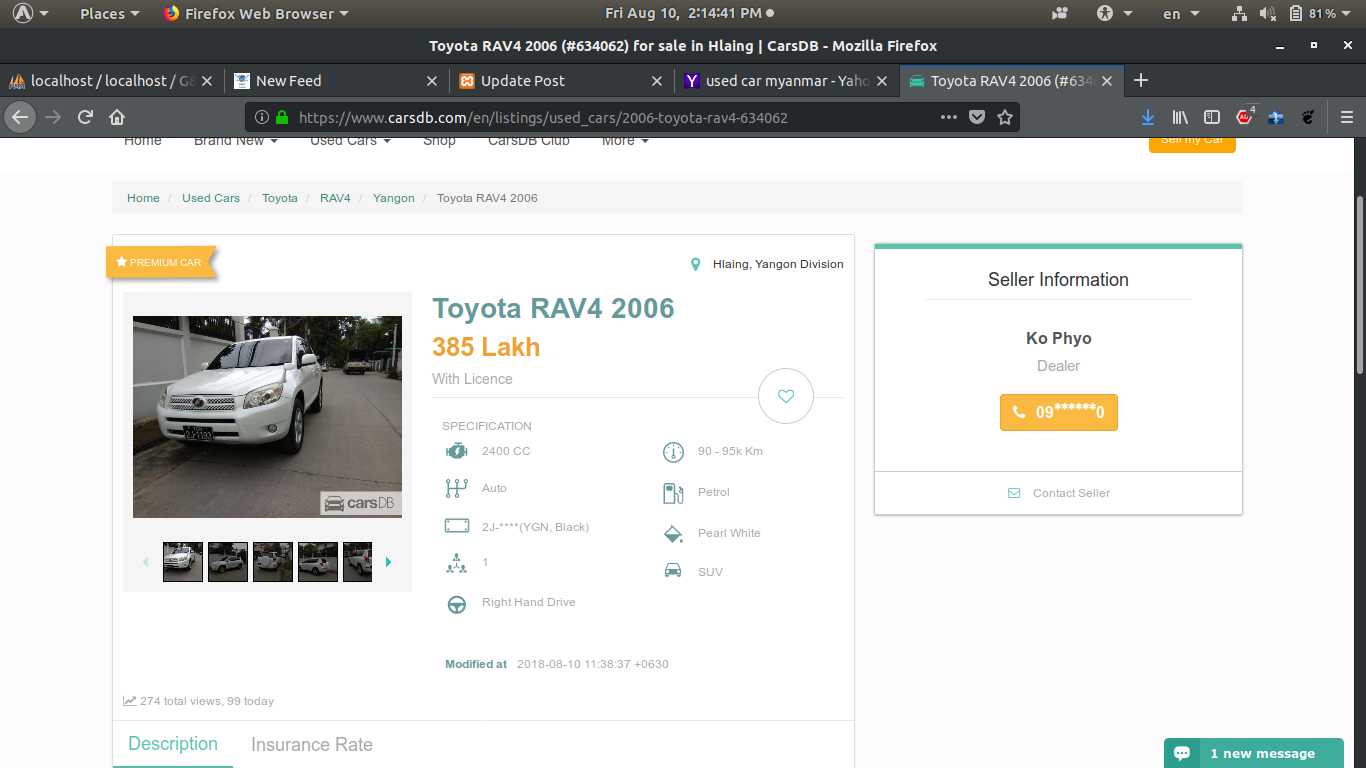 Places
Firefox Web Browser
Fri Aug 10, 2:14:41 PM
en
81%
Toyota RAV4 2006 (#634062) for sale in Hlaing | CarsDB - Mozilla Firefox
localhost / localhost / G
New Feed
Update Post
used car myanmar - Yaho
Toyota RAV4 2006 (#634
https://www.carsdb.com/en/listings/used_cars/2006-toyota-rav4-634062
4
Home
Brand New
Used Cars
Shop
CarsDB Club
More
Sell my Car
Home / Used Cars / Toyota / RAV4 / Yangon / Toyota RAV4 2006
PREMIUM CAR
Hlaing, Yangon Division
Toyota RAV4 2006
385 Lakh
With Licence
carsDB
SPECIFICATION
2400 CC
90 - 95k Km
Auto
Petrol
2J-****(YGN, Black)
Pearl White
1
SUV
Right Hand Drive
Modified at 2018-08-10 11:38:37 +0630
274 total views, 99 today
Description
Insurance Rate
Seller Information
Ko Phyo
Dealer
09******0
Contact Seller
1 new message